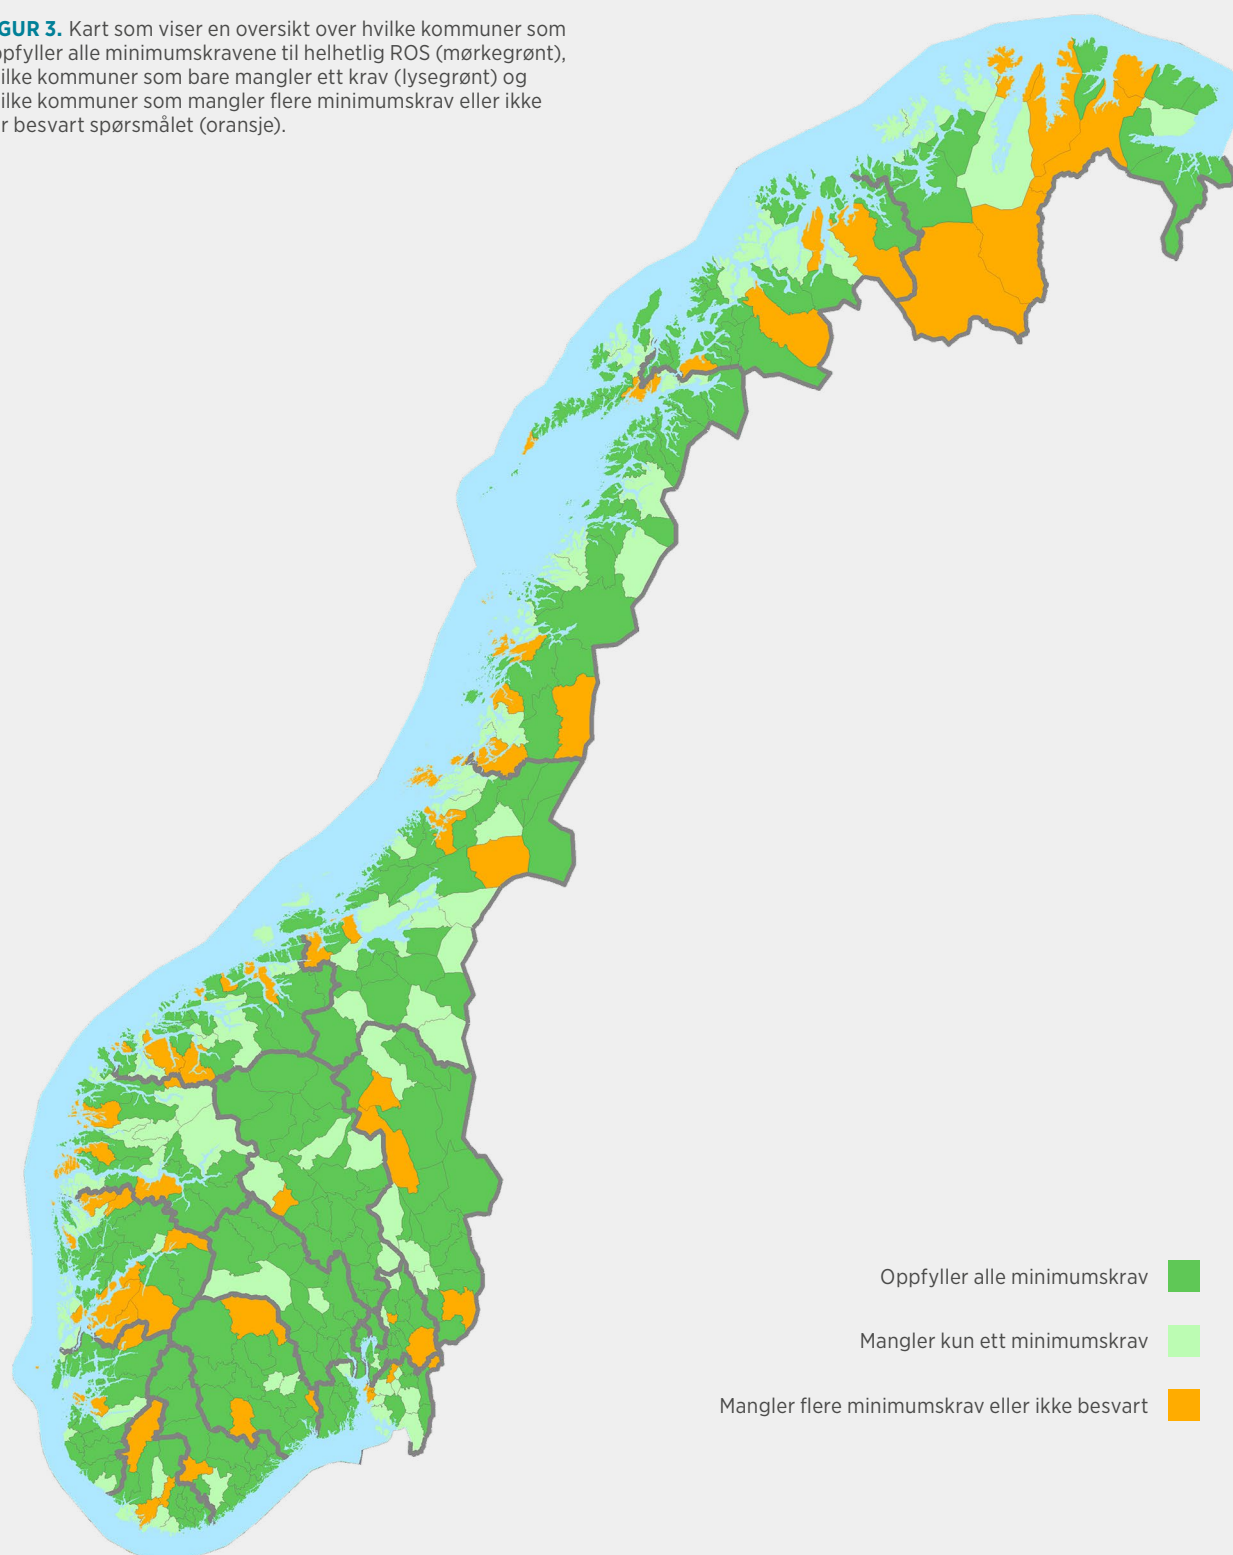 GUR 3. Kart som viser en oversikt over hvilke kommuner som
ppfyller alle minimumskravene til helhetlig ROS (mørkegrønt),
ilke kommuner som bare mangler ett krav (lysegrønt) og
ilke kommuner som mangler flere minimumskrav eller ikke
r besvart spørsmålet (oransje).
Oppfyller alle minimumskrav
Mangler kun ett minimumskrav
Mangler flere minimumskrav eller ikke besvart